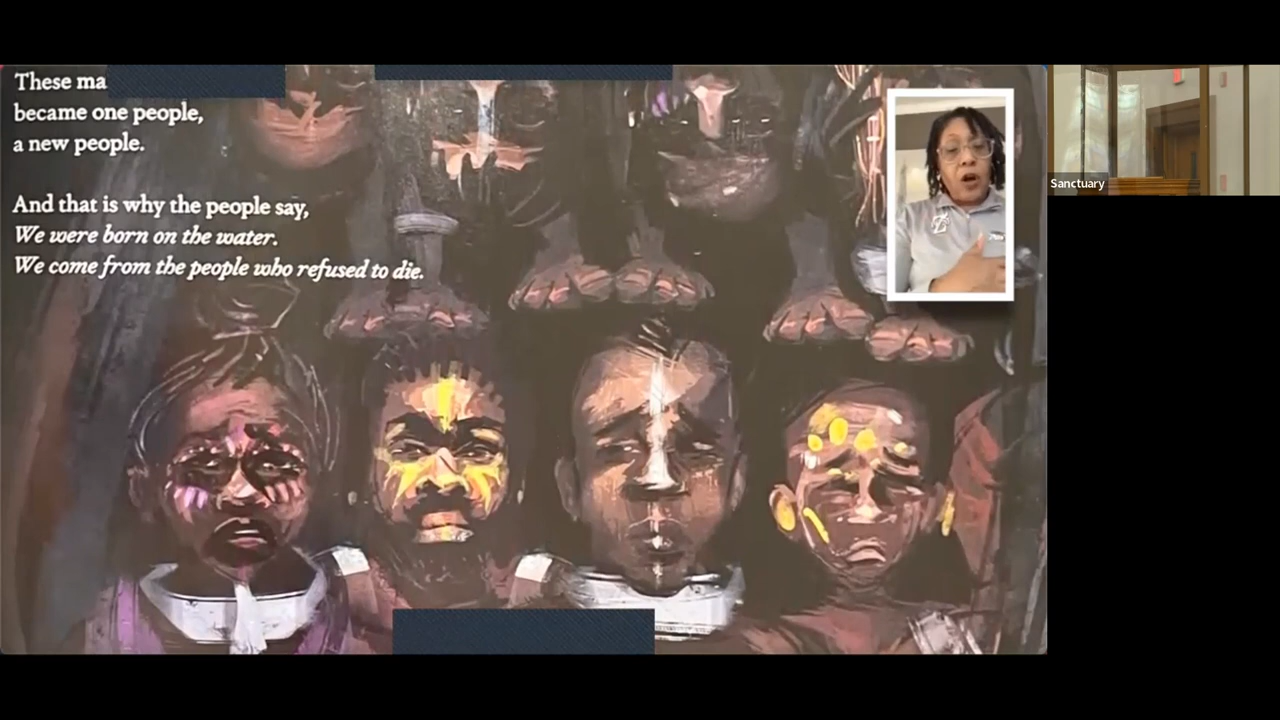 These ma
became one people,
a new people.
And that is why the people say,
We were born on the water.
We come from the people who refused to die.
Sanctuary